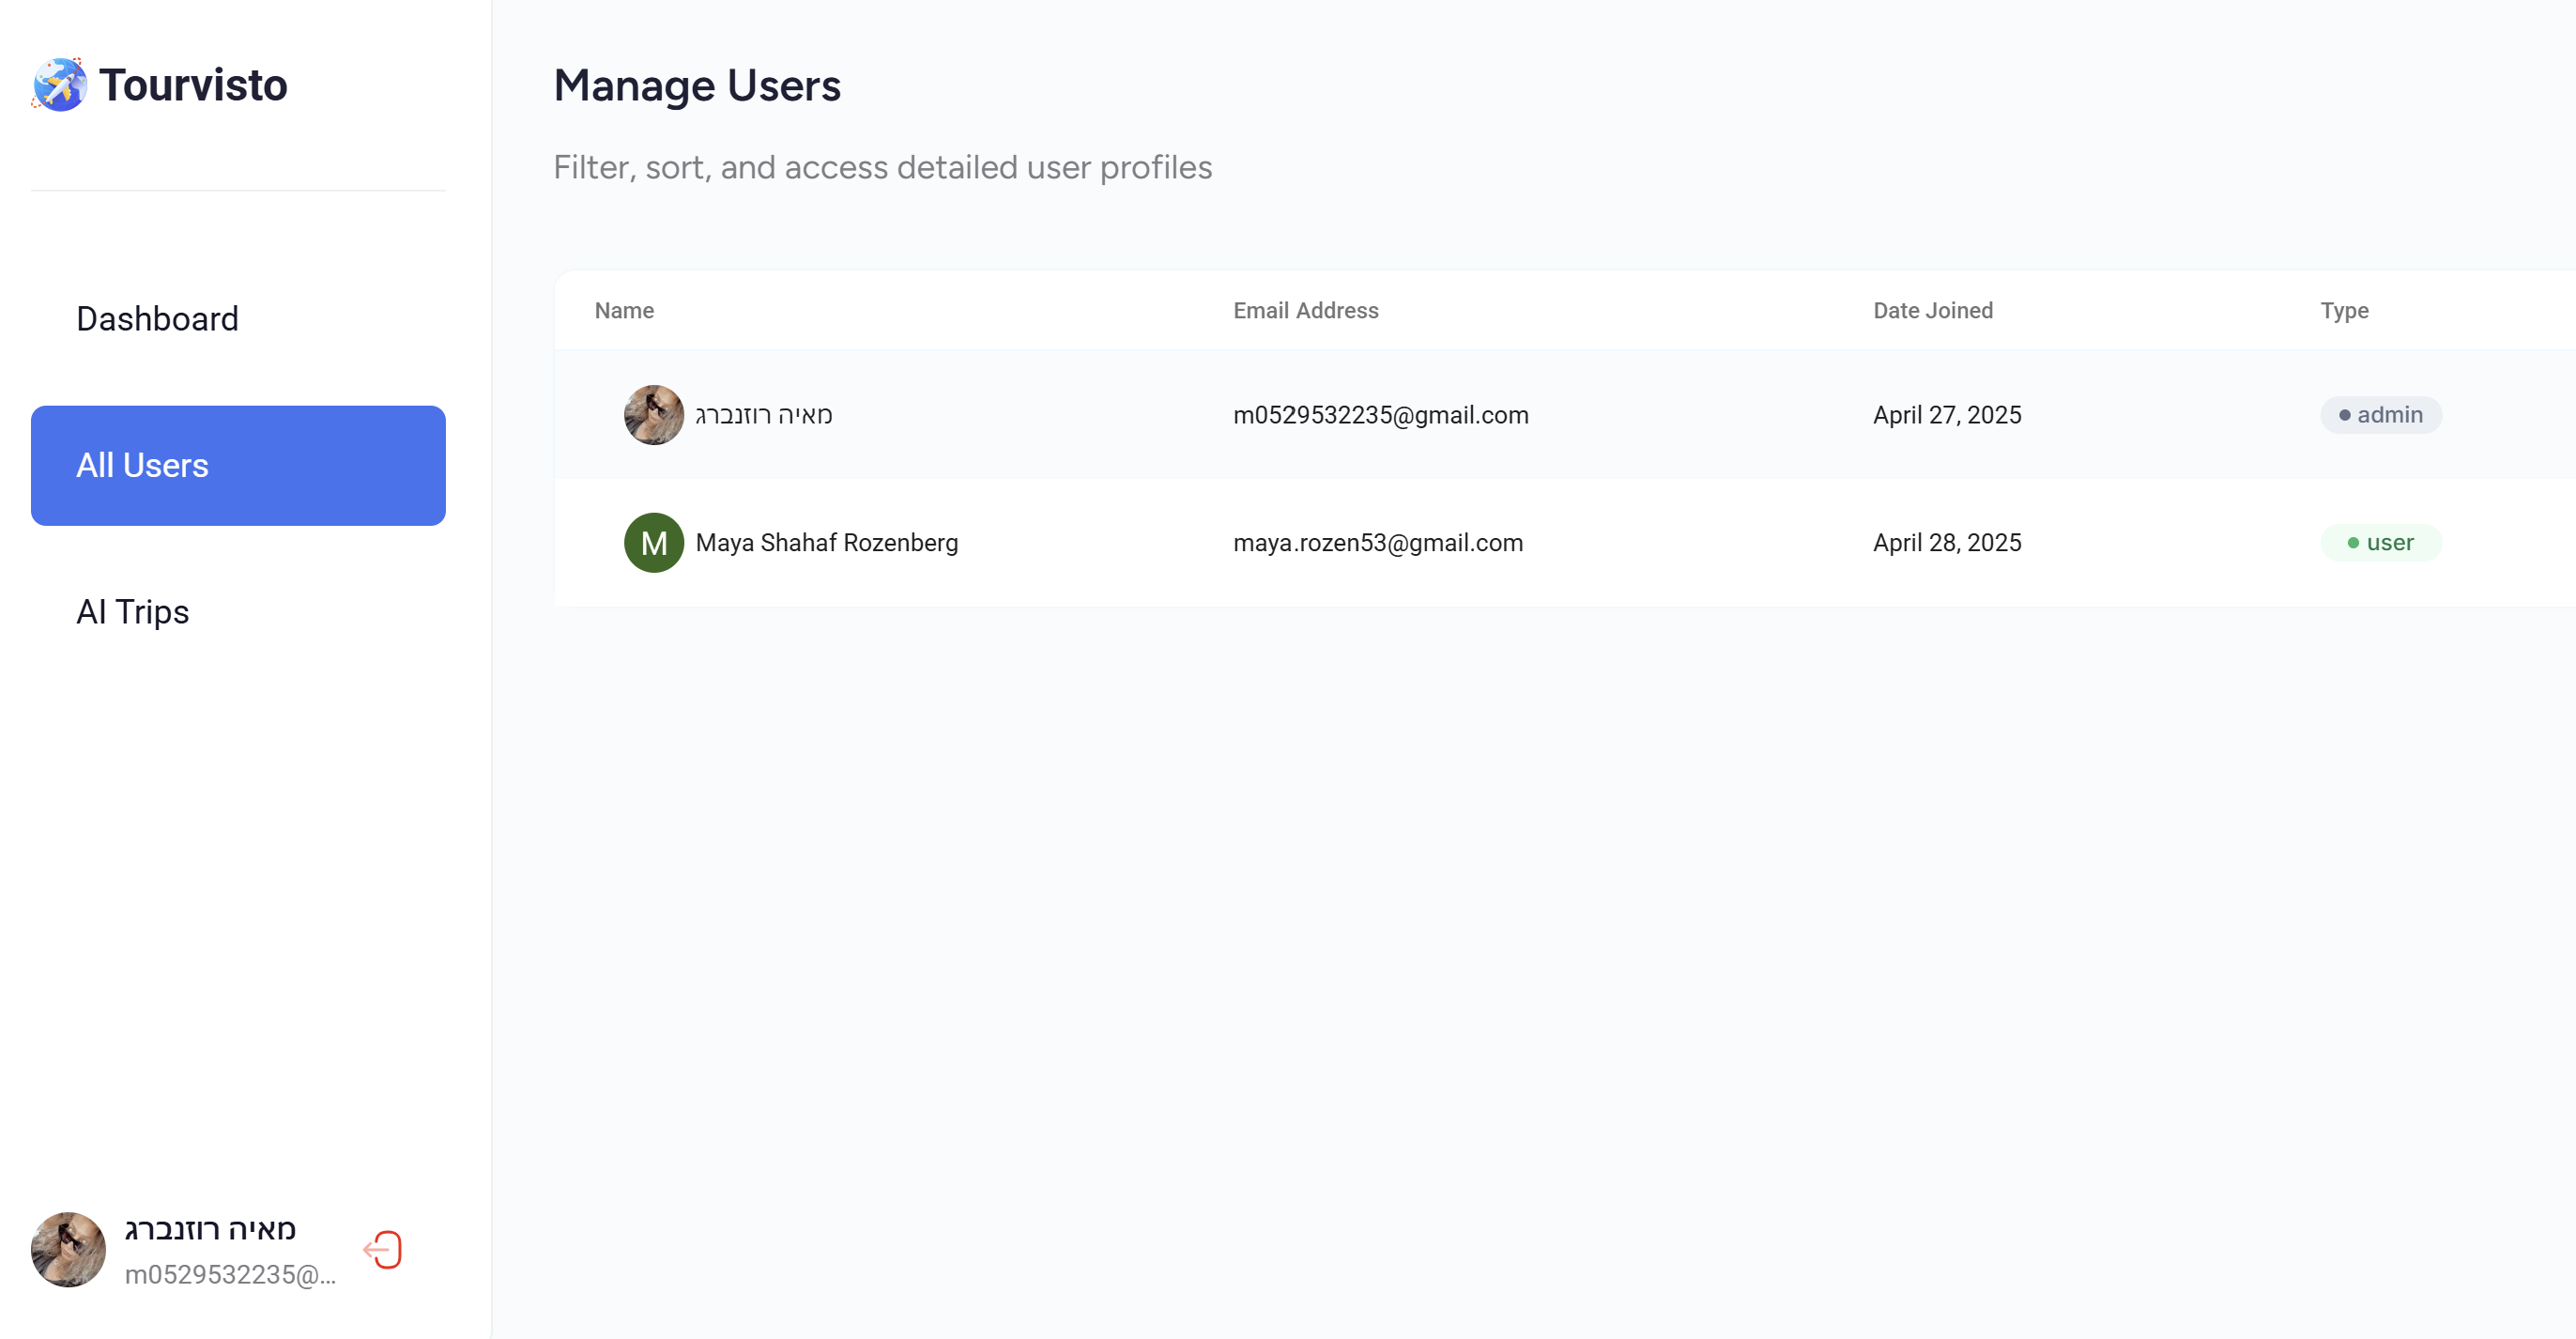 Tourvisto
Dashboard
All Users
AI Trips
מאיה רוזנברג
m0529532235@...
Manage Users
Filter, sort, and access detailed user profiles
Name Email Address Date Joined Type
מאיה רוזנברג m0529532235@gmail.com April 27, 2025 admin
M Maya Shahaf Rozenberg maya.rozen53@gmail.com April 28, 2025 user